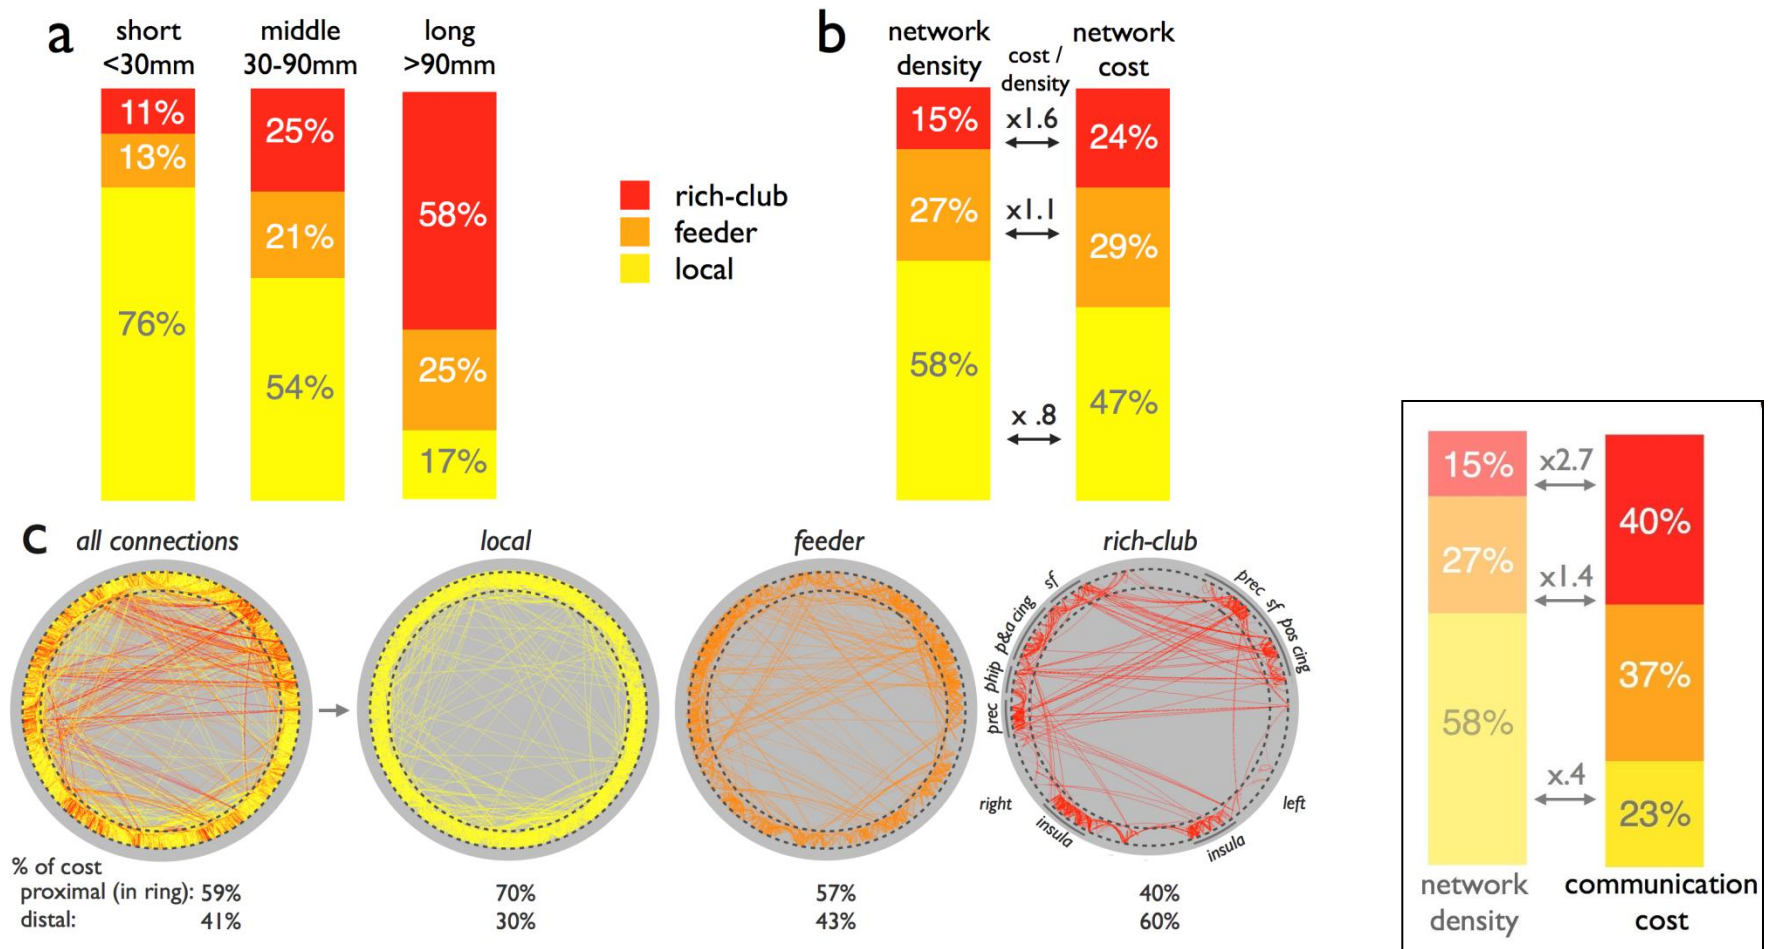 a
short
<30mm
middle
30-90mm
long
>90mm
11%
13%
76%
25%
21%
54%
58%
25%
17%
rich-club
feeder
local
b
network
density
cost /
density
network
cost
15%
27%
58%
x1.6
x1.1
x .8
24%
29%
47%
c
all connections
local
feeder
rich-club
sf
p&a cing
phip
prec
right
insula
prec
sf
pos cing
left
insula
% of cost
proximal (in ring): 59%
70%
57%
40%
distal: 41%
30%
43%
60%
15%
27%
58%
x2.7
x1.4
x.4
40%
37%
23%
network
density
communication
cost